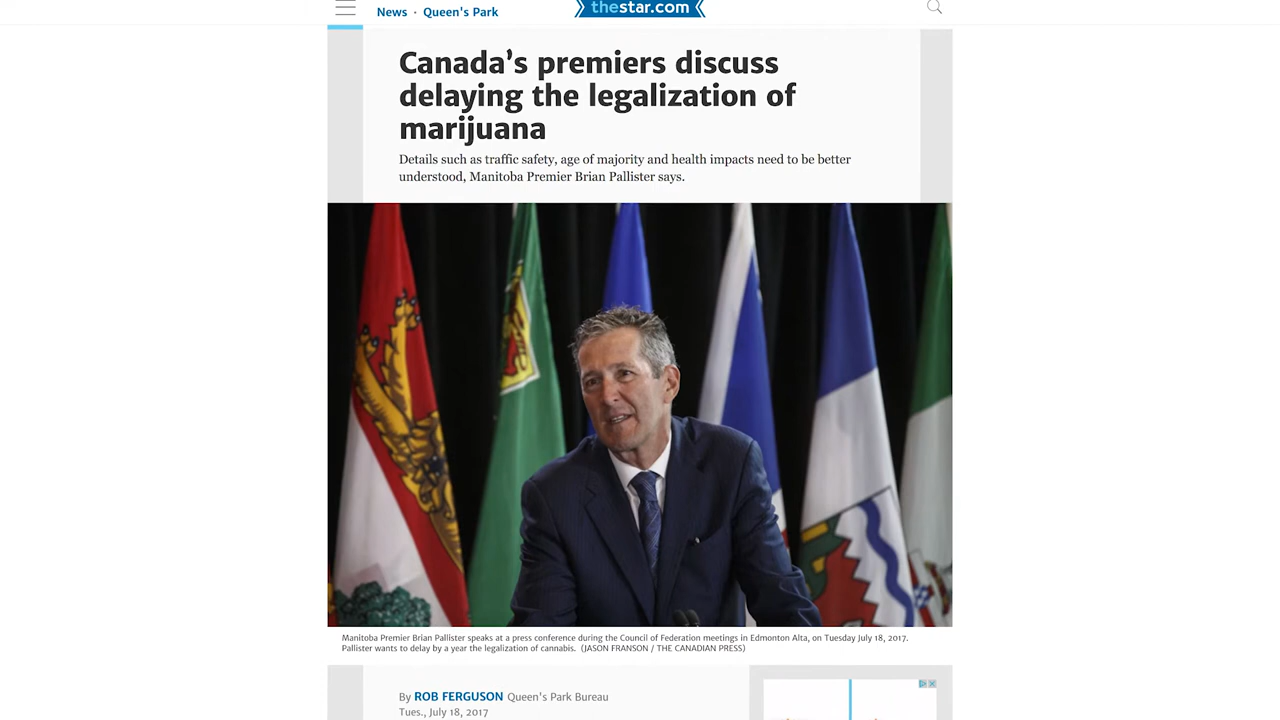 News · Queen's Park
thestar.com
Canada's premiers discuss
delaying the legalization of
marijuana
Details such as traffic safety, age of majority and health impacts need to be better
understood, Manitoba Premier Brian Pallister says.
Manitoba Premier Brian Pallister speaks at a press conference during the Council of Federation meetings in Edmonton Alta, on Tuesday July 18, 2017.
Pallister wants to delay by a year the legalization of cannabis. (JASON FRANSON / THE CANADIAN PRESS)
By ROB FERGUSON Queen's Park Bureau
Tues., July 18, 2017